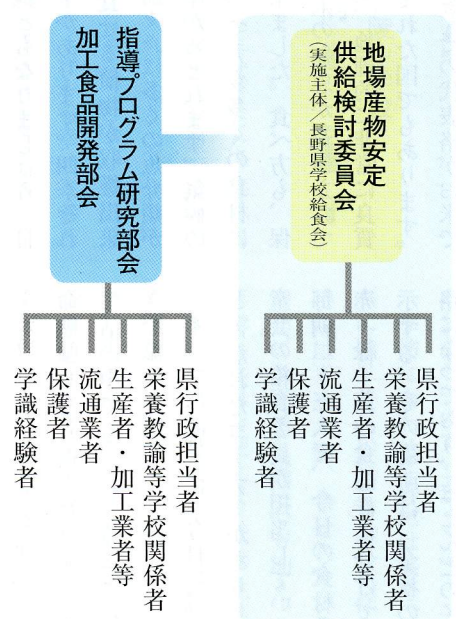 地場産物安定
供給検討委員会
(実施主体／長野県学校給食会)
県行政担当者
栄養教諭等学校関係者
生産者・加工業者等
流通業者
保護者
学識経験者
指導プログラム研究部会
加工食品開発部会
県行政担当者
栄養教諭等学校関係者
生産者・加工業者等
流通業者
保護者
学識経験者